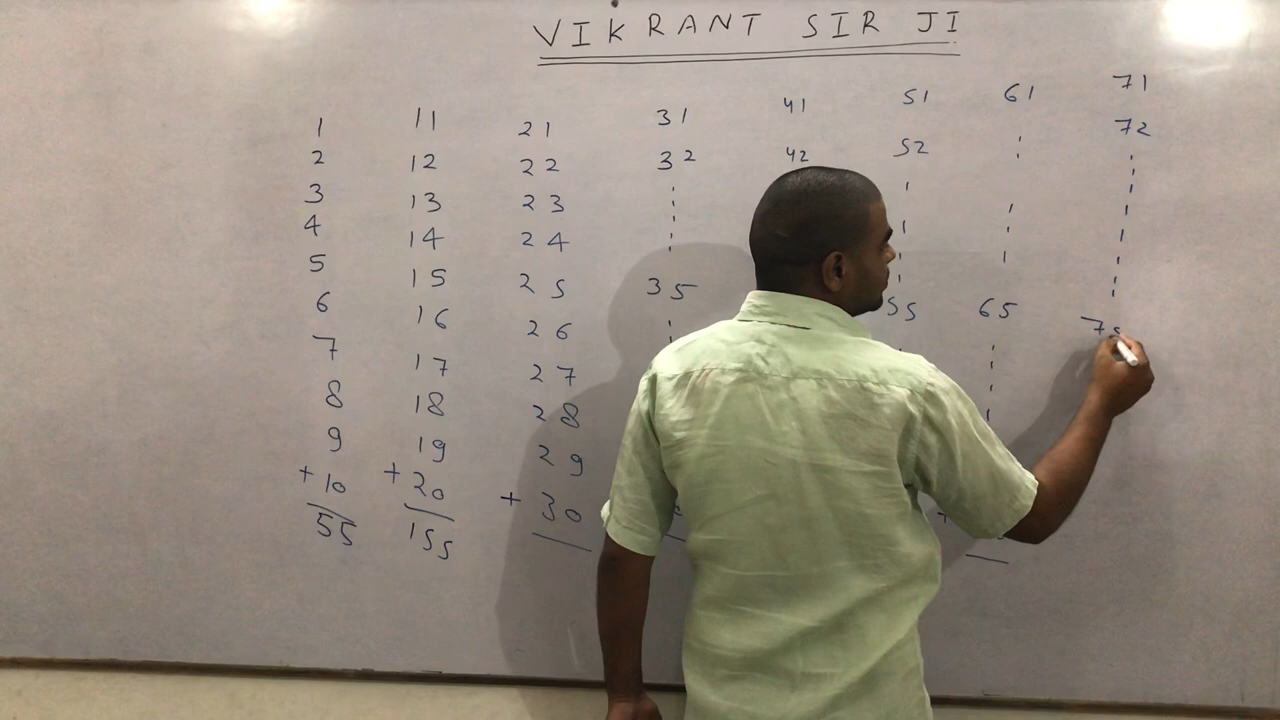 VIKRANT SIR JI
1 11 21 31 41 51 61 71
2 12 22 32 42 52 72
3 13 23
4 14 24
5 15 25 35 55 65 7
6 16 26
7 17 27
8 18 28
9 19 29
+10 +20 +30 +
55 155